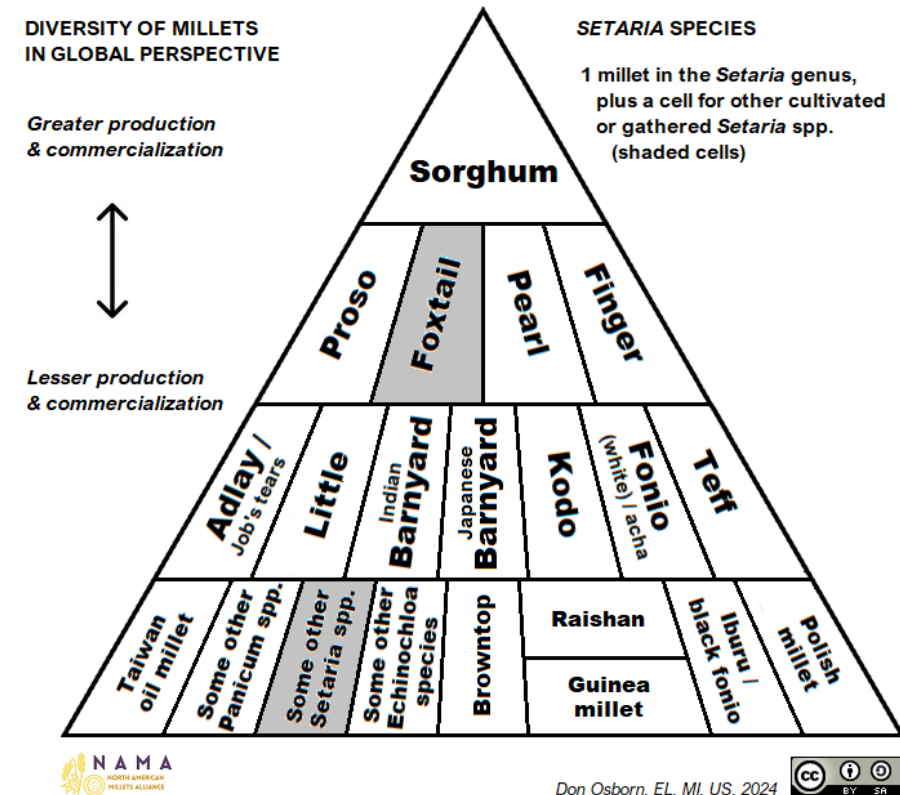 DIVERSITY OF MILLETS
IN GLOBAL PERSPECTIVE
SETARIA SPECIES
1 millet in the Setaria genus,
plus a cell for other cultivated
or gathered Setaria spp.
(shaded cells)
Greater production
& commercialization
Lesser production
& commercialization
Sorghum
Proso
Foxtail
Pearl
Finger
Adlay /
Job's tears
Little
Indian
Barnyard
Japanese
Barnyard
Kodo
Fonio
(white) / acha
Teff
Taiwan
oil millet
Some other
Panicum spp.
Some other
Setaria spp.
Some other
Echinochloa
species
Browntop
Raishan
Guinea
millet
Iburu /
black fonio
Polish
millet
NAMA
NORTH AMERICAN
MILLETS ALLIANCE
Don Osborn, EL, MI, US, 2024
cc
BY SA